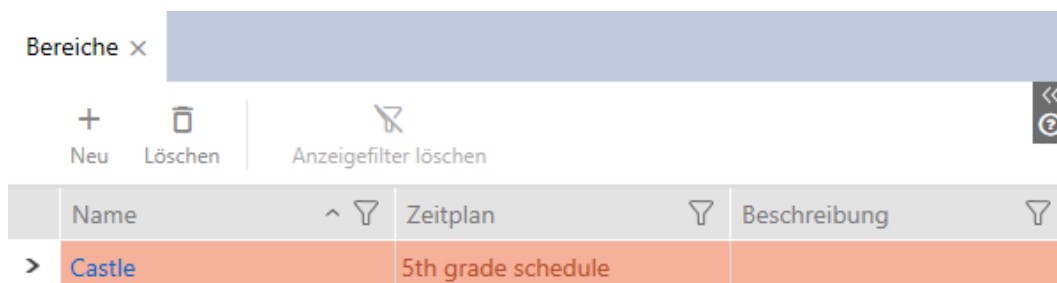 Bereiche
Neu Löschen Anzeigefilter löschen
Name Zeitplan Beschreibung
Castle 5th grade schedule